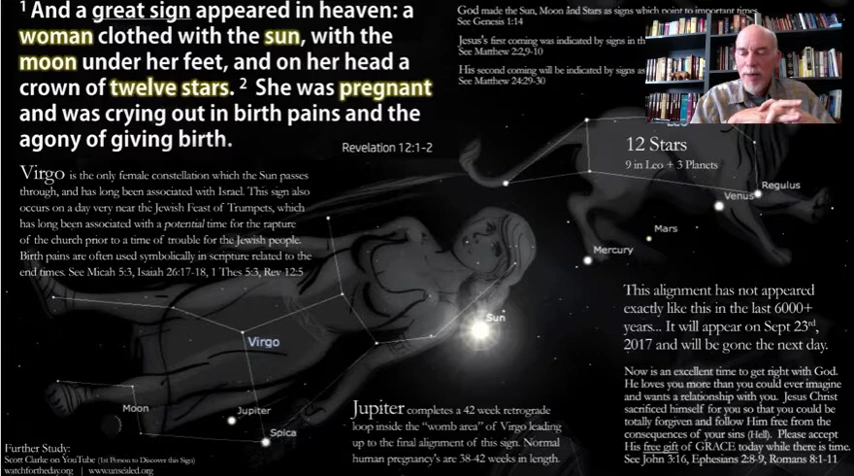 ¹ And a great sign appeared in heaven: a
woman clothed with the sun, with the
moon under her feet, and on her head a
crown of twelve stars. ² She was pregnant
and was crying out in birth pains and the
agony of giving birth.
Revelation 12:1-2
God made the Sun, Moon And Stars as signs which point to important times.
See Genesis 1:14
Jesus's first coming was indicated by signs in th
See Matthew 2:2,9-10
His second coming will be indicated by signs as
See Matthew 24:29-30
Virgo is the only female constellation which the Sun passes
through, and has long been associated with Israel. This sign also
occurs on a day very near the Jewish Feast of Trumpets, which
has long been associated with a potential time for the rapture
of the church prior to a time of trouble for the Jewish people.
Birth pains are often used symbolically in scripture related to the
end times. See Micah 5:3, Isaiah 26:17-18, 1 Thes 5:3, Rev 12:5
Leo
12 Stars
9 in Leo + 3 Planets
Regulus
Venus
Mars
Mercury
Sun
Virgo
Moon
Jupiter
Spica
This alignment has not appeared
exactly like this in the last 6000+
years... It will appear on Sept 23rd,
2017 and will be gone the next day.
Now is an excellent time to get right with God.
He loves you more than you could ever imagine
and wants a relationship with you. Jesus Christ
sacrificed himself for you so that you could be
totally forgiven and follow Him free from the
consequences of your sins (Hell). Please accept
His free gift of GRACE today while there is time.
See John 3:16, Ephesians 2:8-9, Romans 8:1-11
Jupiter completes a 42 week retrograde
loop inside the "womb area" of Virgo leading
up to the final alignment of this sign. Normal
human pregnancy's are 38-42 weeks in length.
Further Study:
Scott Clarke on YouTube (1st Person to Discover this Sign)
watchfortheday.org | www.unsealed.org